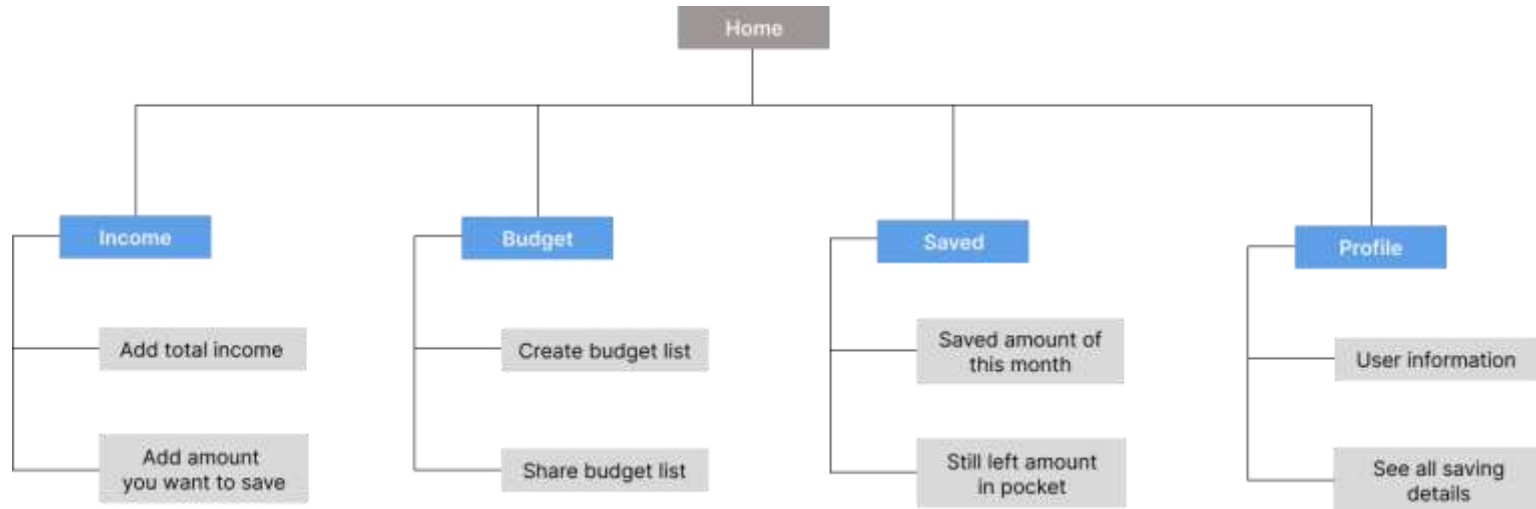 Home
Income
Budget
Saved
Profile
Add total income
Create budget list
Saved amount of
this month
User information
Add amount
you want to save
Share budget list
Still left amount
in pocket
See all saving
details